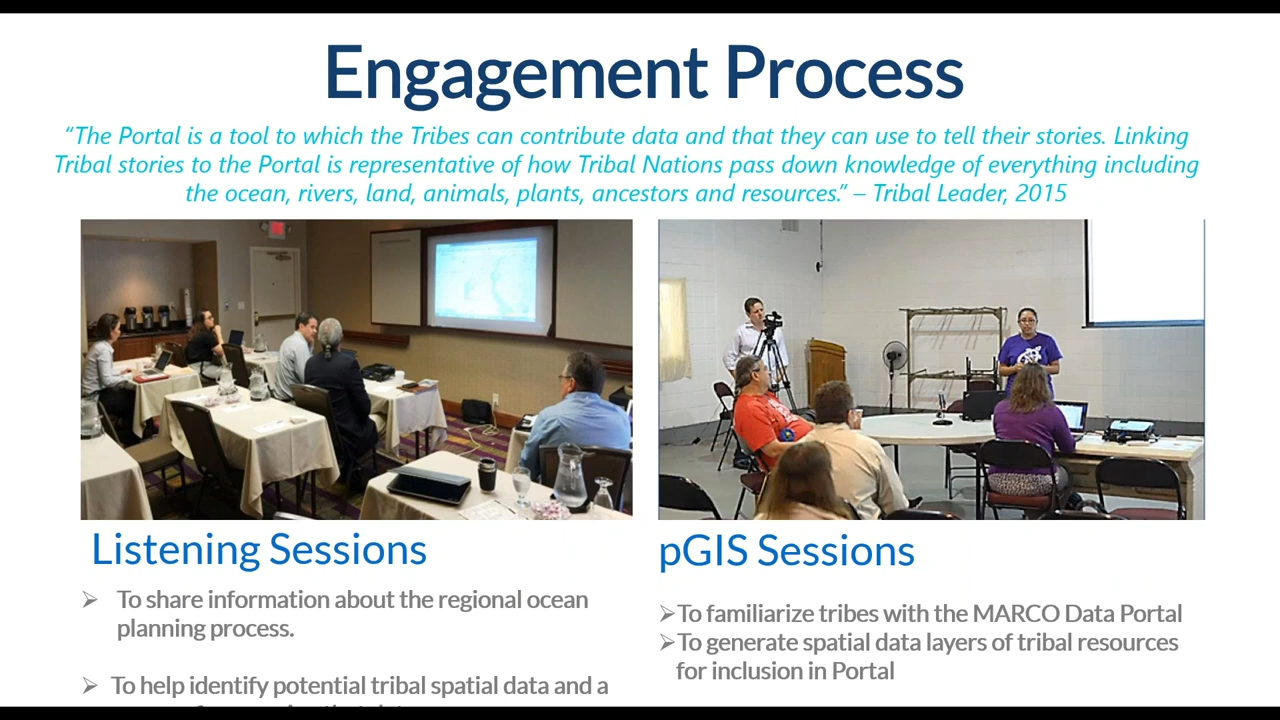 Engagement Process
“The Portal is a tool to which the Tribes can contribute data and that they can use to tell their stories. Linking
Tribal stories to the Portal is representative of how Tribal Nations pass down knowledge of everything including
the ocean, rivers, land, animals, plants, ancestors and resources.” – Tribal Leader, 2015
Listening Sessions
➢ To share information about the regional ocean
planning process.
➢ To help identify potential tribal spatial data and a
pGIS Sessions
➢To familiarize tribes with the MARCO Data Portal
➢To generate spatial data layers of tribal resources
for inclusion in Portal